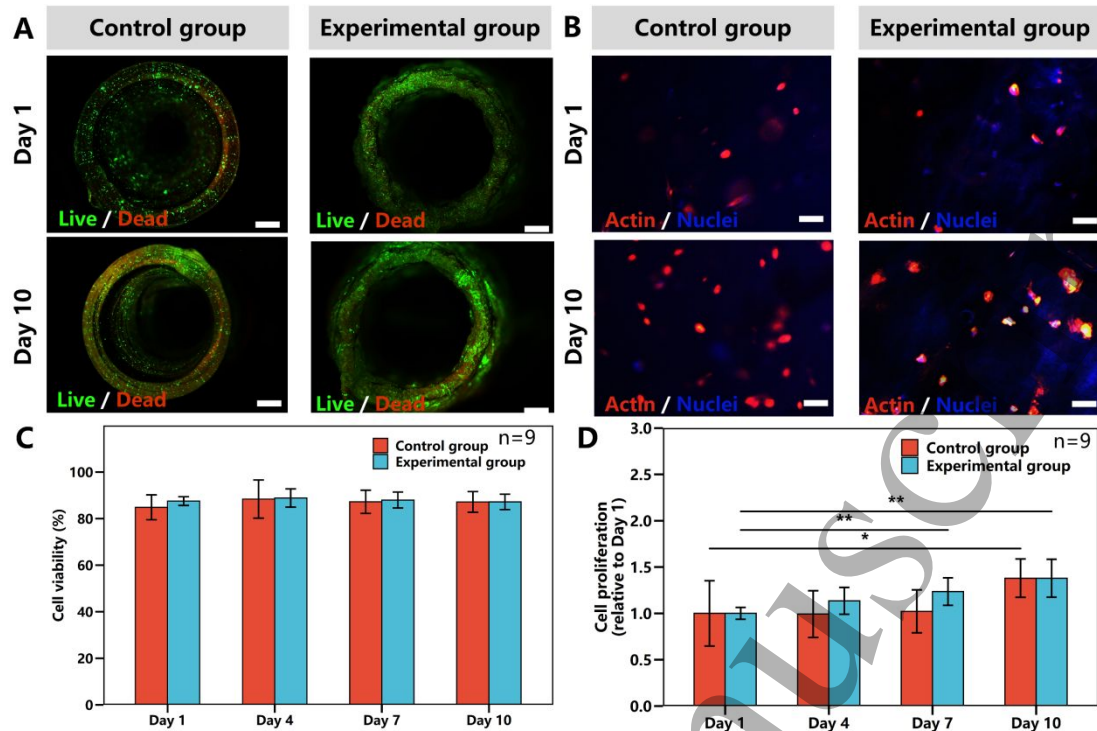 A
Control group
Experimental group
Day 1
Live / Dead
Live / Dead
Day 10
Live / Dead
Live / Dead
B
Control group
Experimental group
Day 1
Actin / Nuclei
Actin / Nuclei
Day 10
Actin / Nuclei
Actin / Nuclei
C
n=9
Control group
Experimental group
Cell viability (%)
100
80
60
40
20
0
Day 1 Day 4 Day 7 Day 10
D
n=9
Control group
Experimental group
Cell proliferation
(relative to Day 1)
3.0
2.5
2.0
1.5
1.0
0.5
0.0
**
**
*
Day 1 Day 4 Day 7 Day 10